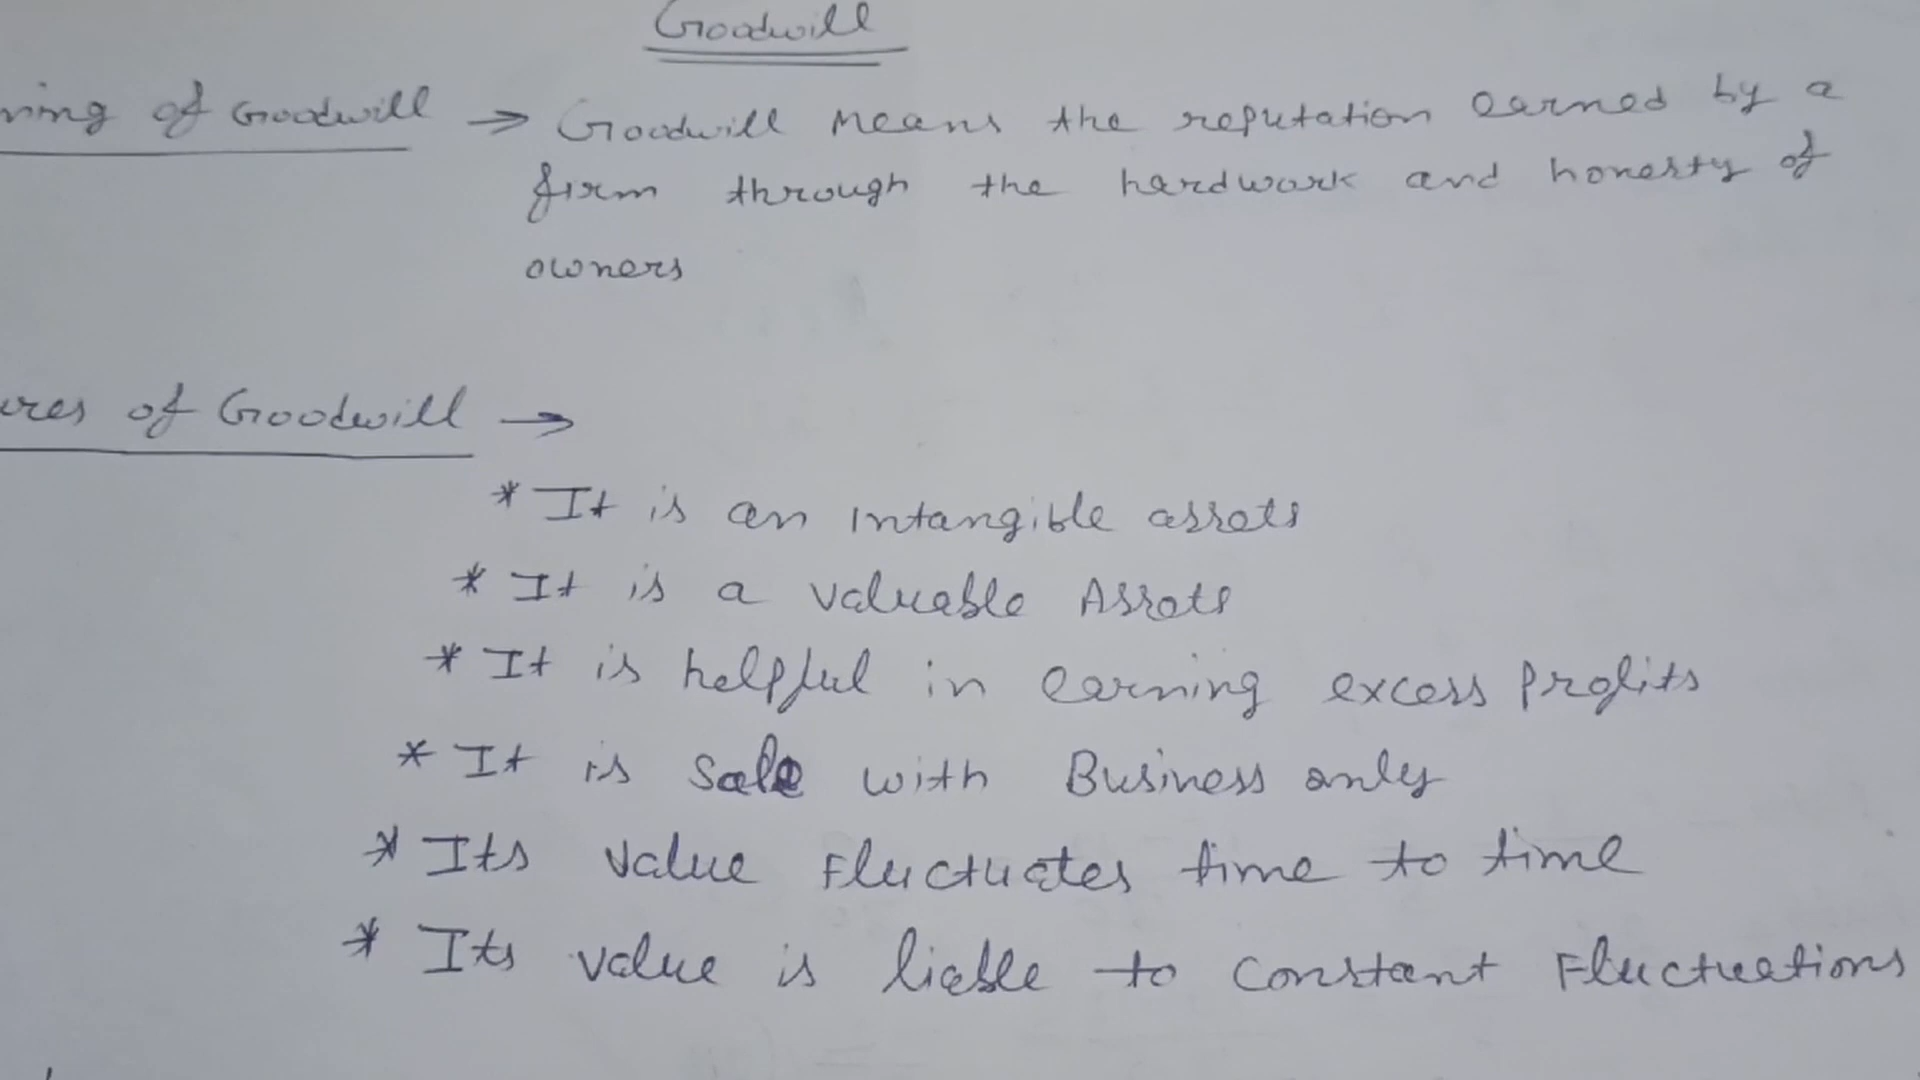 Goodwill
ning of Goodwill → Goodwill Means the reputation earned by a
firm through the hardwork and honesty of
owners
ures of Goodwill →
* It is an Intangible assets
* It is a valuable Assets
* It is helpful in earning excess Profits
* It is Sale with Business only
* Its Value Fluctuates time to time
* Its value is liable to constant Fluctuations